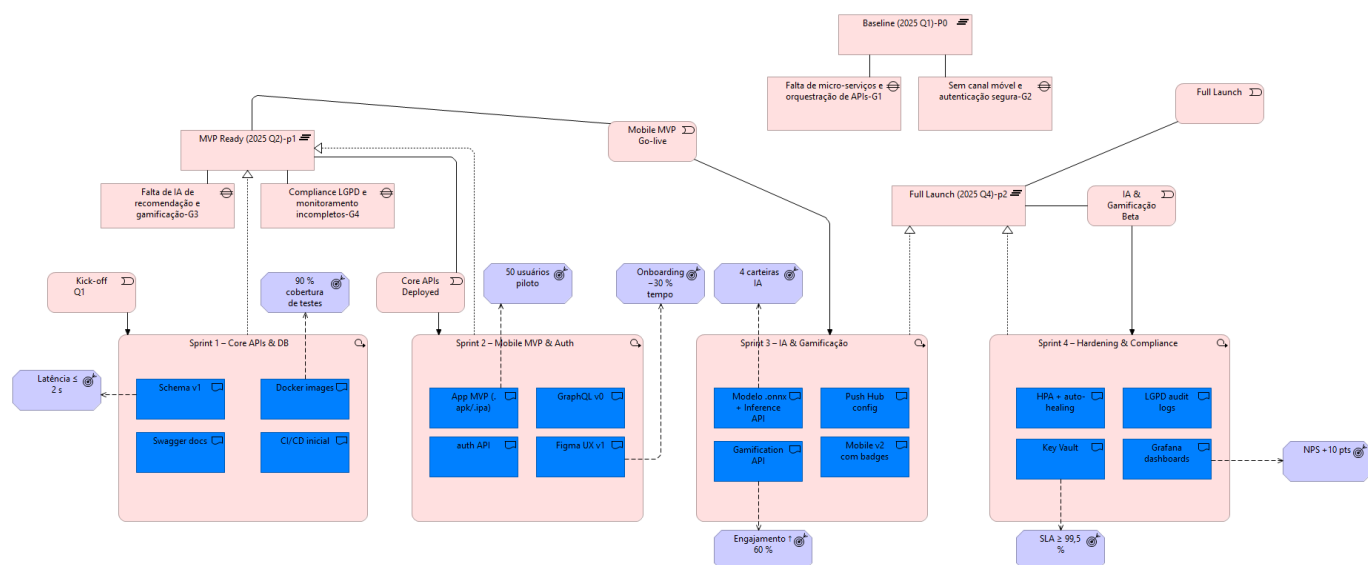 Baseline (2025 Q1)-P0
Falta de micro-serviços e
orquestração de APIs-G1
Sem canal móvel e
autenticação segura-G2
Full Launch
Mobile MVP
Go-live
MVP Ready (2025 Q2)-p1
Falta de IA de
recomendação e
gamificação-G3
Compliance LGPD e
monitoramento
incompletos-G4
Full Launch (2025 Q4)-p2
IA &
Gamificação
Beta
Kick-off
Q1
90 %
cobertura
de testes
Core APIs
Deployed
50 usuários
piloto
Onboarding
−30 %
tempo
4 carteiras
IA
Sprint 1 – Core APIs & DB
Sprint 2 – Mobile MVP & Auth
Sprint 3 – IA & Gamificação
Sprint 4 – Hardening & Compliance
Latência ≤
2 s
Schema v1
Docker images
Swagger docs
CI/CD inicial
App MVP (.
apk/.ipa)
GraphQL v0
auth API
Figma UX v1
Modelo .onnx
+ Inference
API
Push Hub
config
Gamification
API
Mobile v2
com badges
HPA + auto-
healing
LGPD audit
logs
Key Vault
Grafana
dashboards
NPS +10 pts
Engajamento ↑
60 %
SLA ≥ 99,5
%